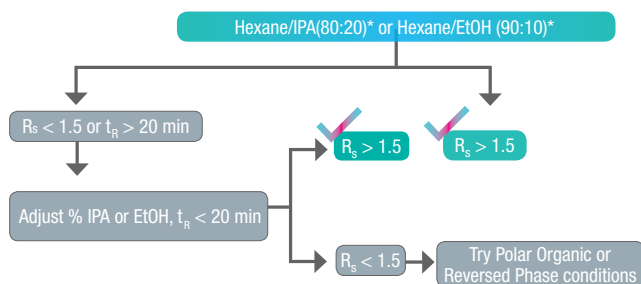 Hexane/IPA(80:20)* or Hexane/EtOH (90:10)*
Rs < 1.5 or tR > 20 min
Rs > 1.5
Rs > 1.5
Adjust % IPA or EtOH, tR < 20 min
Rs < 1.5
Try Polar Organic or
Reversed Phase conditions